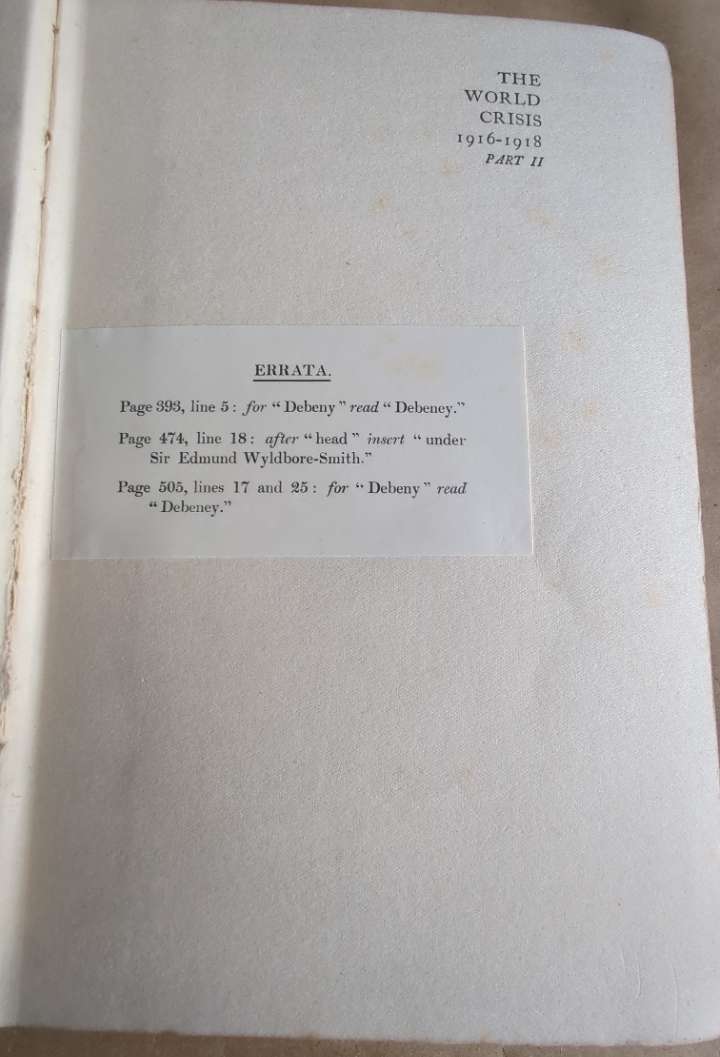 THE
WORLD
CRISIS
1916-1918
PART II
ERRATA.
Page 393, line 5 : for “ Debeny ” read “ Debeney.”
Page 474, line 18 : after “ head ” insert “ under
Sir Edmund Wyldbore-Smith.”
Page 505, lines 17 and 25 : for “ Debeny ” read
“ Debeney.”